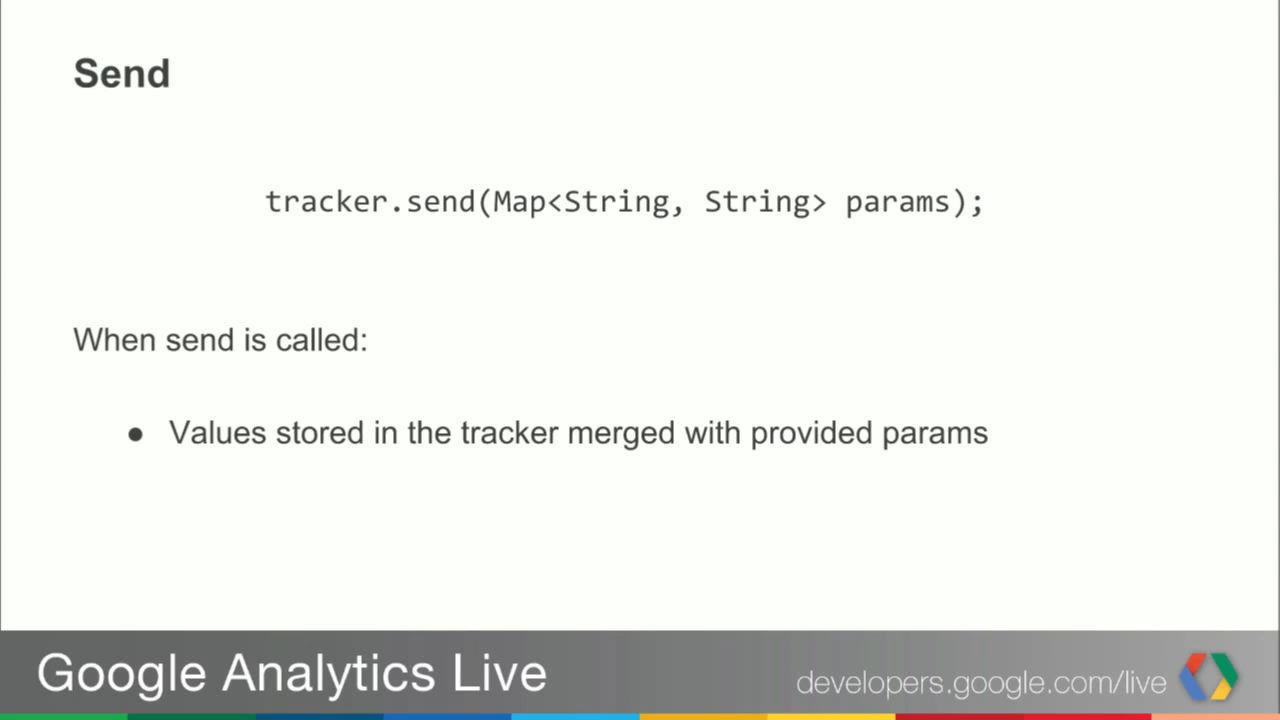 Send
tracker.send(Map<String, String> params);
When send is called:
● Values stored in the tracker merged with provided params
Google Analytics Live
developers.google.com/live